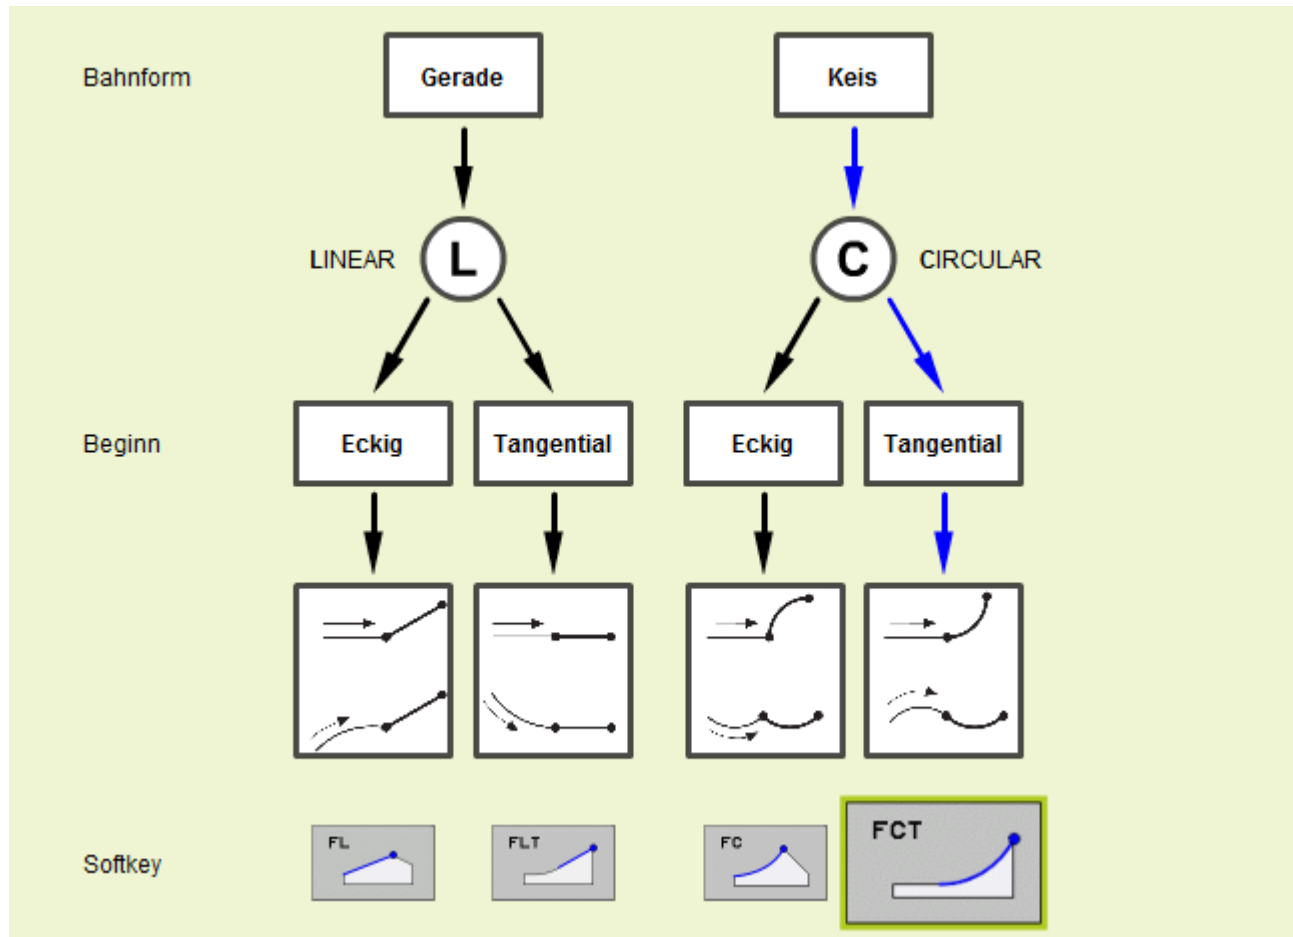 Bahnform Gerade Keis
LINEAR L C CIRCULAR
Beginn Eckig Tangential Eckig Tangential
Softkey FL FLT FC FCT